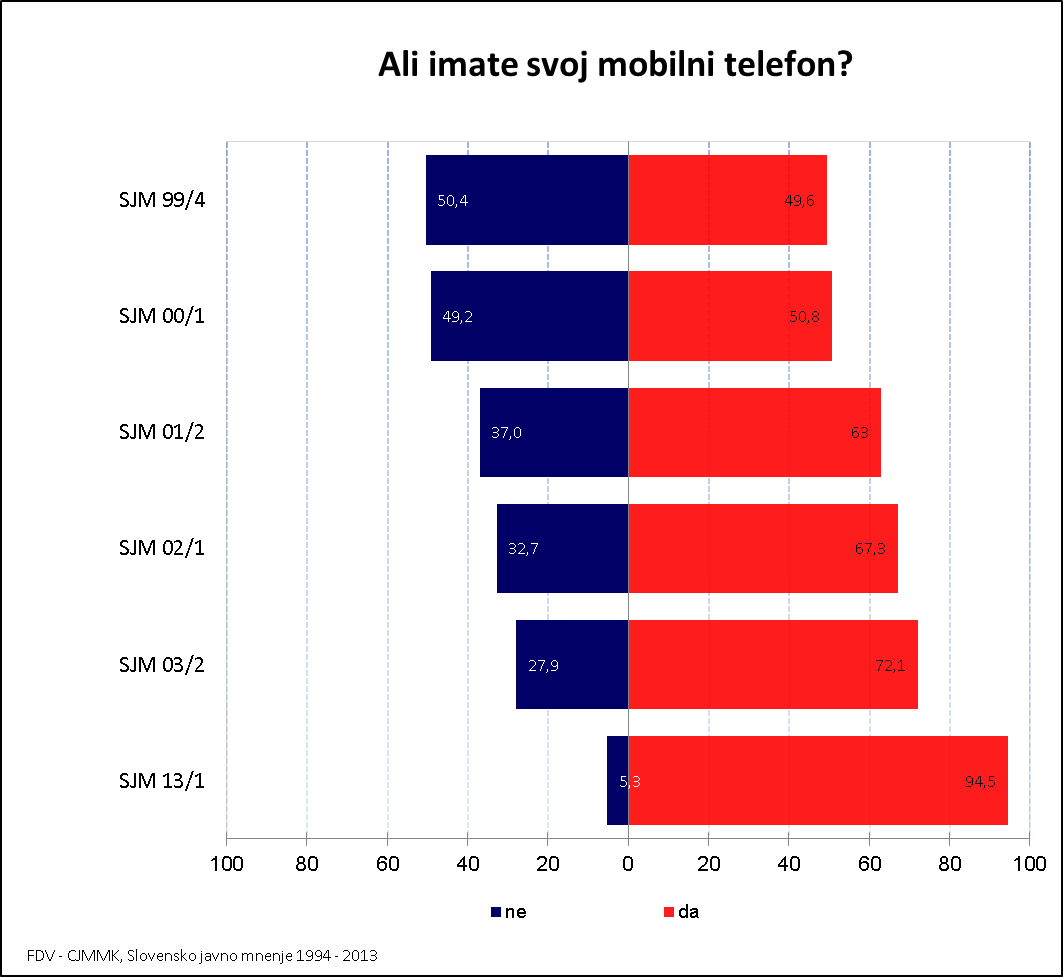 Ali imate svoj mobilni telefon?
SJM 99/4 50,4 49,6
SJM 00/1 49,2 50,8
SJM 01/2 37,0 63
SJM 02/1 32,7 67,3
SJM 03/2 27,9 72,1
SJM 13/1 5,3 94,5
100 80 60 40 20 0 20 40 60 80 100
ne da
FDV - CJMMK, Slovensko javno mnenje 1994 - 2013